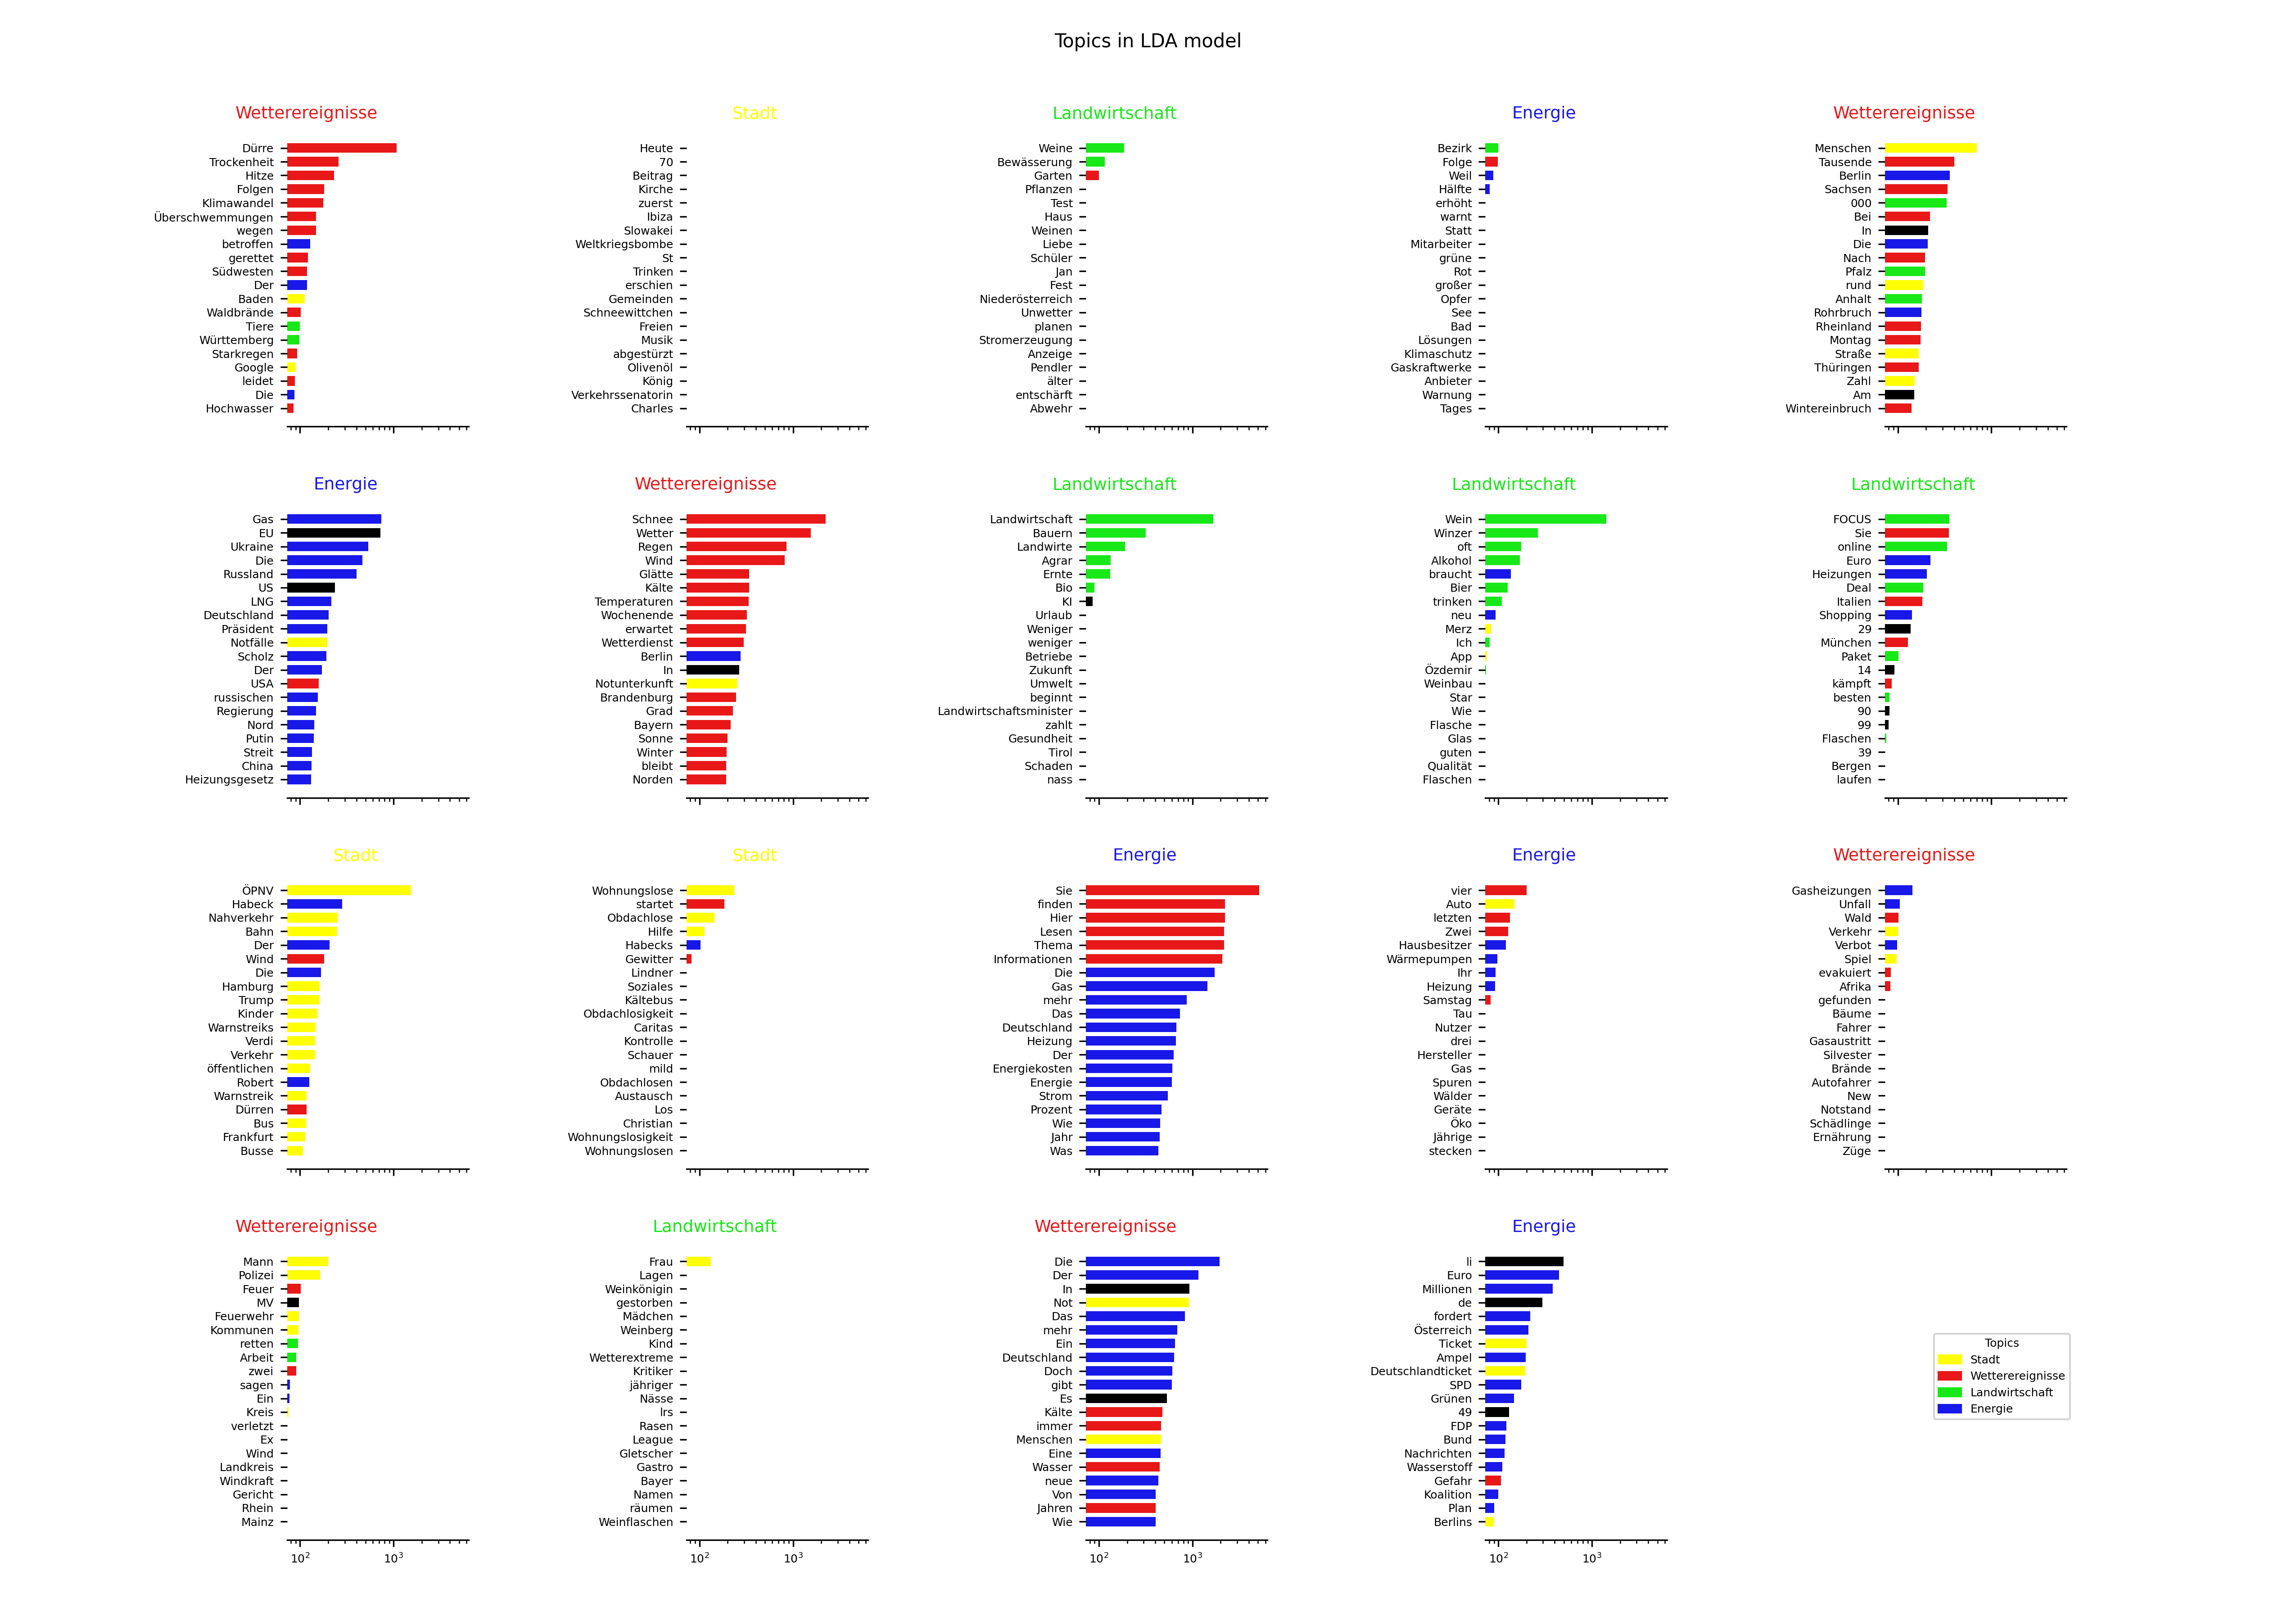 Topics in LDA model
Wetterereignisse
Dürre
Trockenheit
Hitze
Folgen
Klimawandel
Überschwemmungen
wegen
betroffen
gerettet
Südwesten
Der
Baden
Waldbrände
Tiere
Württemberg
Starkregen
Google
leidet
Die
Hochwasser
Stadt
Heute
70
Beitrag
Kirche
zuerst
Ibiza
Slowakei
Weltkriegsbombe
St
Trinken
erschien
Gemeinden
Schneewittchen
Freien
Musik
abgestürzt
Olivenöl
König
Verkehrssenatorin
Charles
Landwirtschaft
Weine
Bewässerung
Garten
Pflanzen
Test
Haus
Weinen
Liebe
Schüler
Jan
Fest
Niederösterreich
Unwetter
planen
Stromerzeugung
Anzeige
Pendler
älter
entschärft
Abwehr
Energie
Bezirk
Folge
Weil
Hälfte
erhöht
warnt
Statt
Mitarbeiter
grüne
Rot
großer
Opfer
See
Bad
Lösungen
Klimaschutz
Gaskraftwerke
Anbieter
Warnung
Tages
Wetterereignisse
Menschen
Tausende
Berlin
Sachsen
000
Bei
In
Die
Nach
Pfalz
rund
Anhalt
Rohrbruch
Rheinland
Montag
Straße
Thüringen
Zahl
Am
Wintereinbruch
Energie
Gas
EU
Ukraine
Die
Russland
US
LNG
Deutschland
Präsident
Notfälle
Scholz
Der
USA
russischen
Regierung
Nord
Putin
Streit
China
Heizungsgesetz
Wetterereignisse
Schnee
Wetter
Regen
Wind
Glätte
Kälte
Temperaturen
Wochenende
erwartet
Wetterdienst
Berlin
In
Notunterkunft
Brandenburg
Grad
Bayern
Sonne
Winter
bleibt
Norden
Landwirtschaft
Landwirtschaft
Bauern
Landwirte
Agrar
Ernte
Bio
KI
Urlaub
Weniger
weniger
Betriebe
Zukunft
Umwelt
beginnt
Landwirtschaftsminister
zahlt
Gesundheit
Tirol
Schaden
nass
Landwirtschaft
Wein
Winzer
oft
Alkohol
braucht
Bier
trinken
neu
Merz
Ich
App
Özdemir
Weinbau
Star
Wie
Flasche
Glas
guten
Qualität
Flaschen
Landwirtschaft
FOCUS
Sie
online
Euro
Heizungen
Deal
Italien
Shopping
29
München
Paket
14
kämpft
besten
90
99
Flaschen
39
Bergen
laufen
Stadt
ÖPNV
Habeck
Nahverkehr
Bahn
Der
Wind
Die
Hamburg
Trump
Kinder
Warnstreiks
Verdi
Verkehr
öffentlichen
Robert
Warnstreik
Dürren
Bus
Frankfurt
Busse
Stadt
Wohnungslose
startet
Obdachlose
Hilfe
Habecks
Gewitter
Lindner
Soziales
Kältebus
Obdachlosigkeit
Caritas
Kontrolle
Schauer
mild
Obdachlosen
Austausch
Los
Christian
Wohnungslosigkeit
Wohnungslosen
Energie
Sie
finden
Hier
Lesen
Thema
Informationen
Die
Gas
mehr
Das
Deutschland
Heizung
Der
Energiekosten
Energie
Strom
Prozent
Wie
Jahr
Was
Energie
vier
Auto
letzten
Zwei
Hausbesitzer
Wärmepumpen
Ihr
Heizung
Samstag
Tau
Nutzer
drei
Hersteller
Gas
Spuren
Wälder
Geräte
Öko
Jährige
stecken
Wetterereignisse
Gasheizungen
Unfall
Wald
Verkehr
Verbot
Spiel
evakuiert
Afrika
gefunden
Bäume
Fahrer
Gasaustritt
Silvester
Brände
Autofahrer
New
Notstand
Schädlinge
Ernährung
Züge
Wetterereignisse
Mann
Polizei
Feuer
MV
Feuerwehr
Kommunen
retten
Arbeit
zwei
sagen
Ein
Kreis
verletzt
Ex
Wind
Landkreis
Windkraft
Gericht
Rhein
Mainz
10² 10³
Landwirtschaft
Frau
Lagen
Weinkönigin
gestorben
Mädchen
Weinberg
Kind
Wetterextreme
Kritiker
jähriger
Nässe
Irs
Rasen
League
Gletscher
Gastro
Bayer
Namen
räumen
Weinflaschen
10² 10³
Wetterereignisse
Die
Der
In
Not
Das
mehr
Ein
Deutschland
Doch
gibt
Es
Kälte
immer
Menschen
Eine
Wasser
neue
Von
Jahren
Wie
10² 10³
Energie
li
Euro
Millionen
de
fordert
Österreich
Ticket
Ampel
Deutschlandticket
SPD
Grünen
49
FDP
Bund
Nachrichten
Wasserstoff
Gefahr
Koalition
Plan
Berlins
10² 10³
Topics
Stadt
Wetterereignisse
Landwirtschaft
Energie